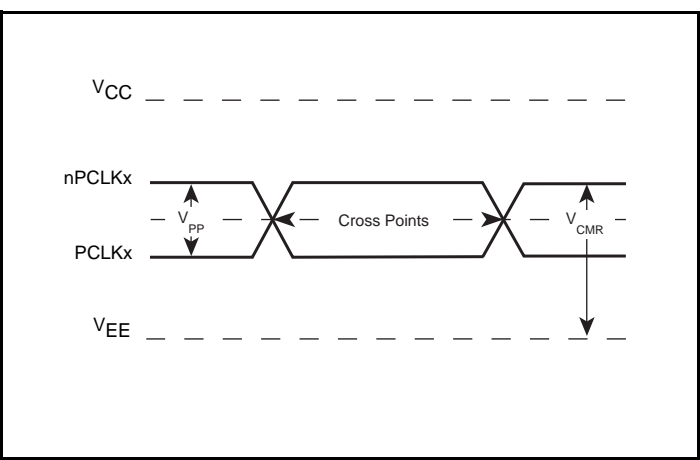 VCC
nPCLKx
VPP
Cross Points
VCMR
PCLKx
VEE